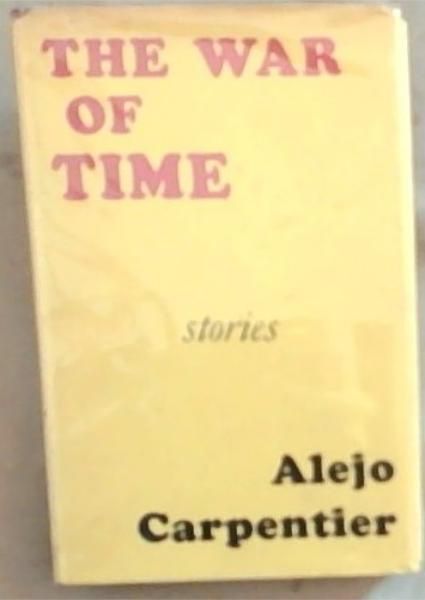 THE WAR
OF
TIME
stories
Alejo
Carpentier